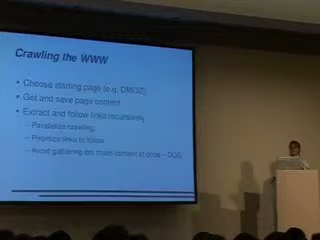 Crawling the WWW
• Choose starting page (e.g. DMOZ)
• Get and save page content
• Extract and follow links recursively
– Parallelize crawling
– Prioritize links to follow
– Avoid gathering too much content at once – DOS